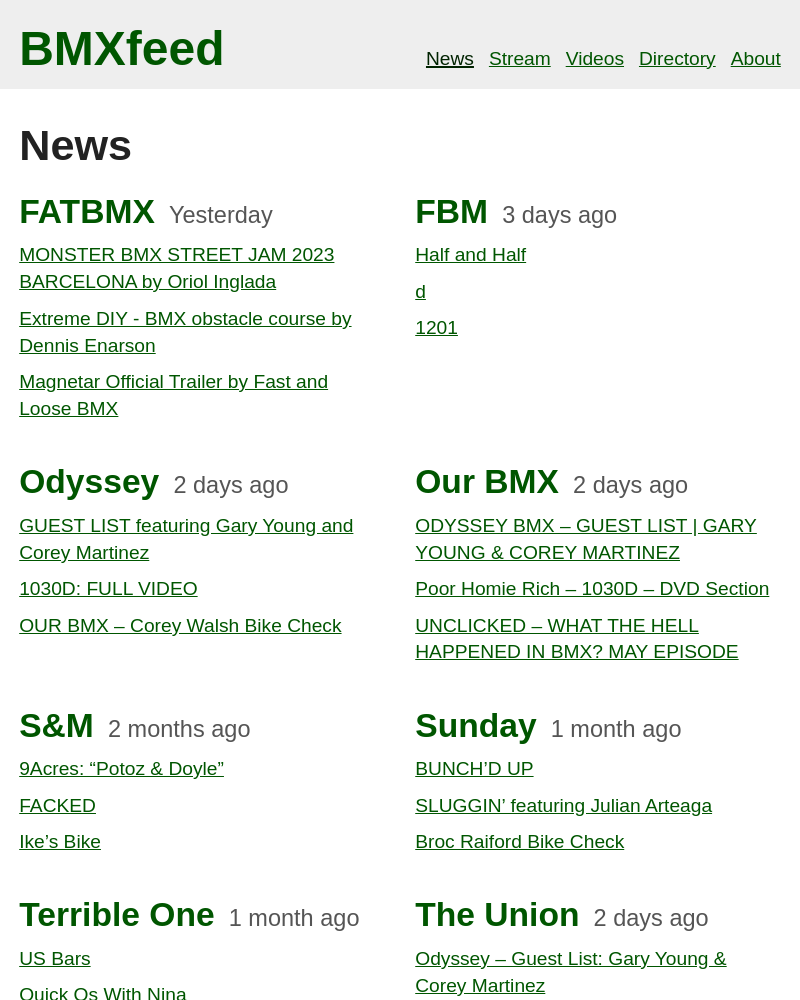 BMXfeed
News Stream Videos Directory About
News
FATBMX Yesterday
MONSTER BMX STREET JAM 2023
BARCELONA by Oriol Inglada
Extreme DIY - BMX obstacle course by
Dennis Enarson
Magnetar Official Trailer by Fast and
Loose BMX
FBM 3 days ago
Half and Half
d
1201
Odyssey 2 days ago
GUEST LIST featuring Gary Young and
Corey Martinez
1030D: FULL VIDEO
OUR BMX – Corey Walsh Bike Check
Our BMX 2 days ago
ODYSSEY BMX – GUEST LIST | GARY
YOUNG & COREY MARTINEZ
Poor Homie Rich – 1030D – DVD Section
UNCLICKED – WHAT THE HELL
HAPPENED IN BMX? MAY EPISODE
S&M 2 months ago
9Acres: “Potoz & Doyle”
FACKED
Ike’s Bike
Sunday 1 month ago
BUNCH’D UP
SLUGGIN’ featuring Julian Arteaga
Broc Raiford Bike Check
Terrible One 1 month ago
US Bars
Quick Qs With Nina
The Union 2 days ago
Odyssey – Guest List: Gary Young &
Corey Martinez